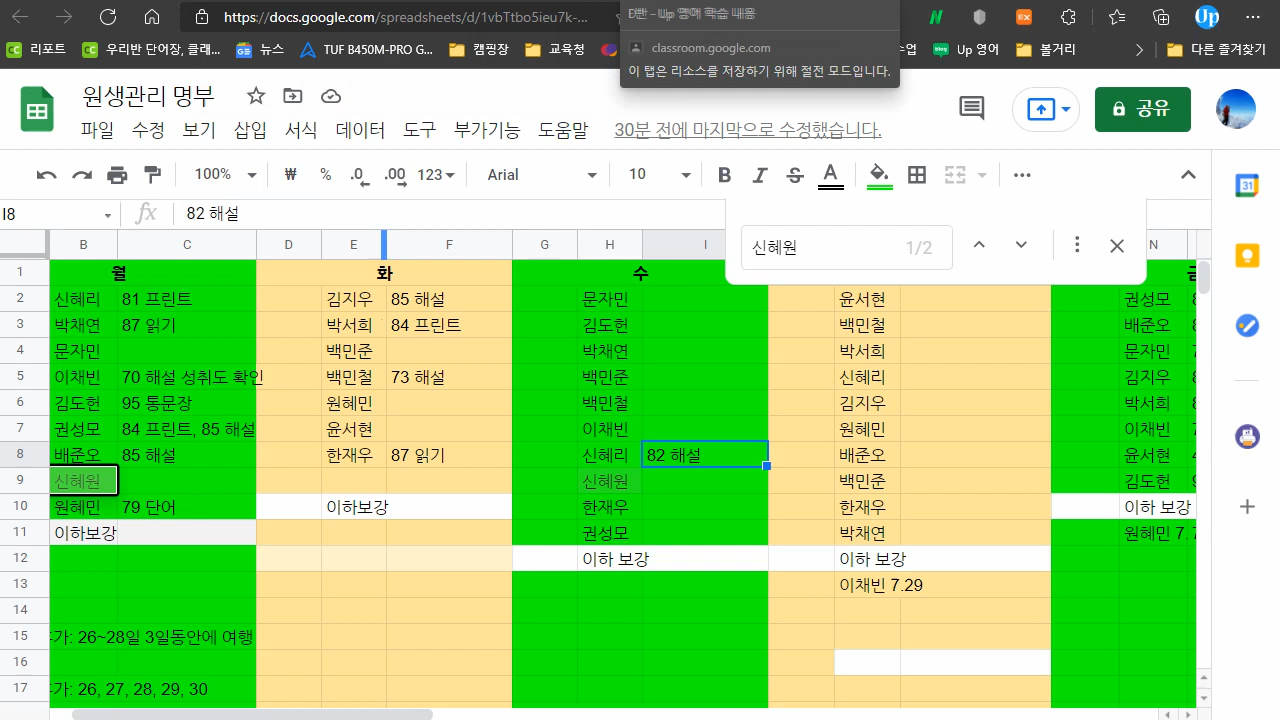 https://docs.google.com/spreadsheets/d/1vbTtbo5ieu7k-...
D반 - Up 영어 학습 내용
classroom.google.com
이 탭은 리소스를 저장하기 위해 절전 모드입니다.
리포트 우리반 단어장, 클래... 뉴스 TUF B450M-PRO G... 캠핑장 교육청 수업 Up 영어 볼거리 다른 즐겨찾기
원생관리 명부
파일 수정 보기 삽입 서식 데이터 도구 부가기능 도움말 30분 전에 마지막으로 수정했습니다.
공유
100% ₩ % .0 .00 123 Arial 10 B I S A
I8 fx 82 해설
신혜원 1/2
B C D E F G H I N
1 월 화 수 금
2 신혜리 81 프린트 김지우 85 해설 문자민 윤서현 권성모
3 박채연 87 읽기 박서희 84 프린트 김도헌 백민철 배준오
4 문자민 백민준 박채연 박서희 문자민
5 이채빈 70 해설 성취도 확인 백민철 73 해설 백민준 신혜리 김지우
6 김도헌 95 통문장 원혜민 백민철 김지우 박서희
7 권성모 84 프린트, 85 해설 윤서현 이채빈 원혜민 이채빈
8 배준오 85 해설 한재우 87 읽기 신혜리 82 해설 배준오 윤서현
9 신혜원 신혜원 백민준 김도헌
10 원혜민 79 단어 이하보강 한재우 한재우 이하 보강
11 이하보강 권성모 박채연 원혜민 7.
12 이하 보강 이하 보강
13 이채빈 7.29
14
15 가: 26~28일 3일동안에 여행
16
17 가: 26, 27, 28, 29, 30